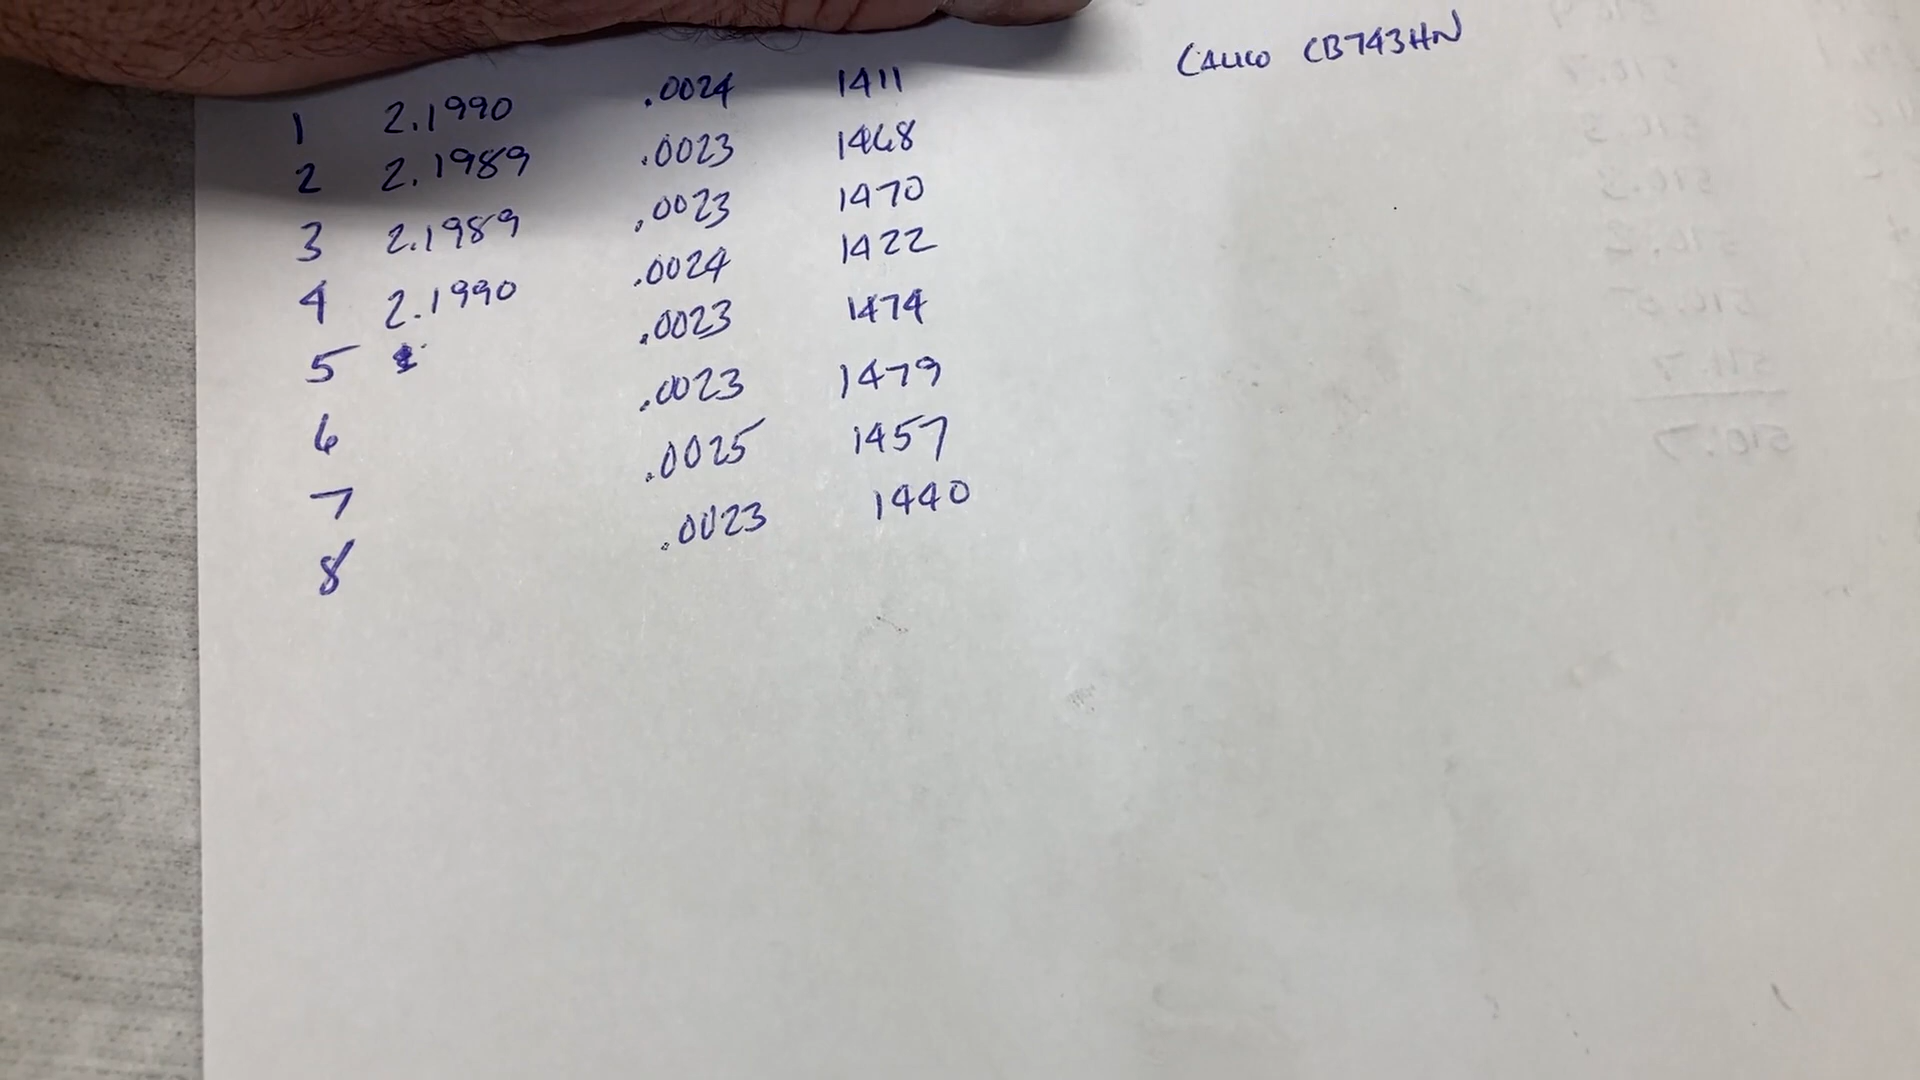 CALICO CB743HN
1 2.1990 .0024 1411
2 2.1989 .0023 1468
3 2.1989 .0023 1470
4 2.1990 .0024 1422
5 .0023 1474
6 .0023 1479
7 .0025 1457
8 .0023 1440